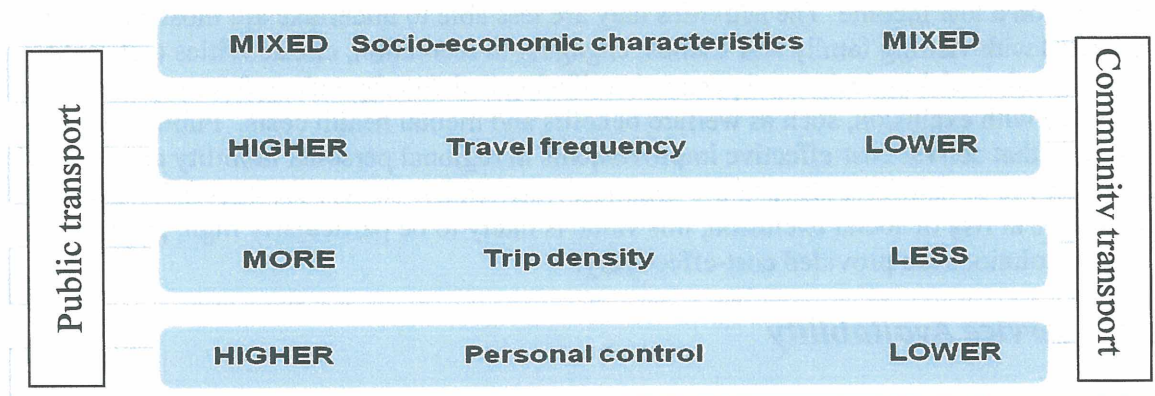 MIXED Socio-economic characteristics MIXED
HIGHER Travel frequency LOWER
MORE Trip density LESS
HIGHER Personal control LOWER
Public transport
Community transport